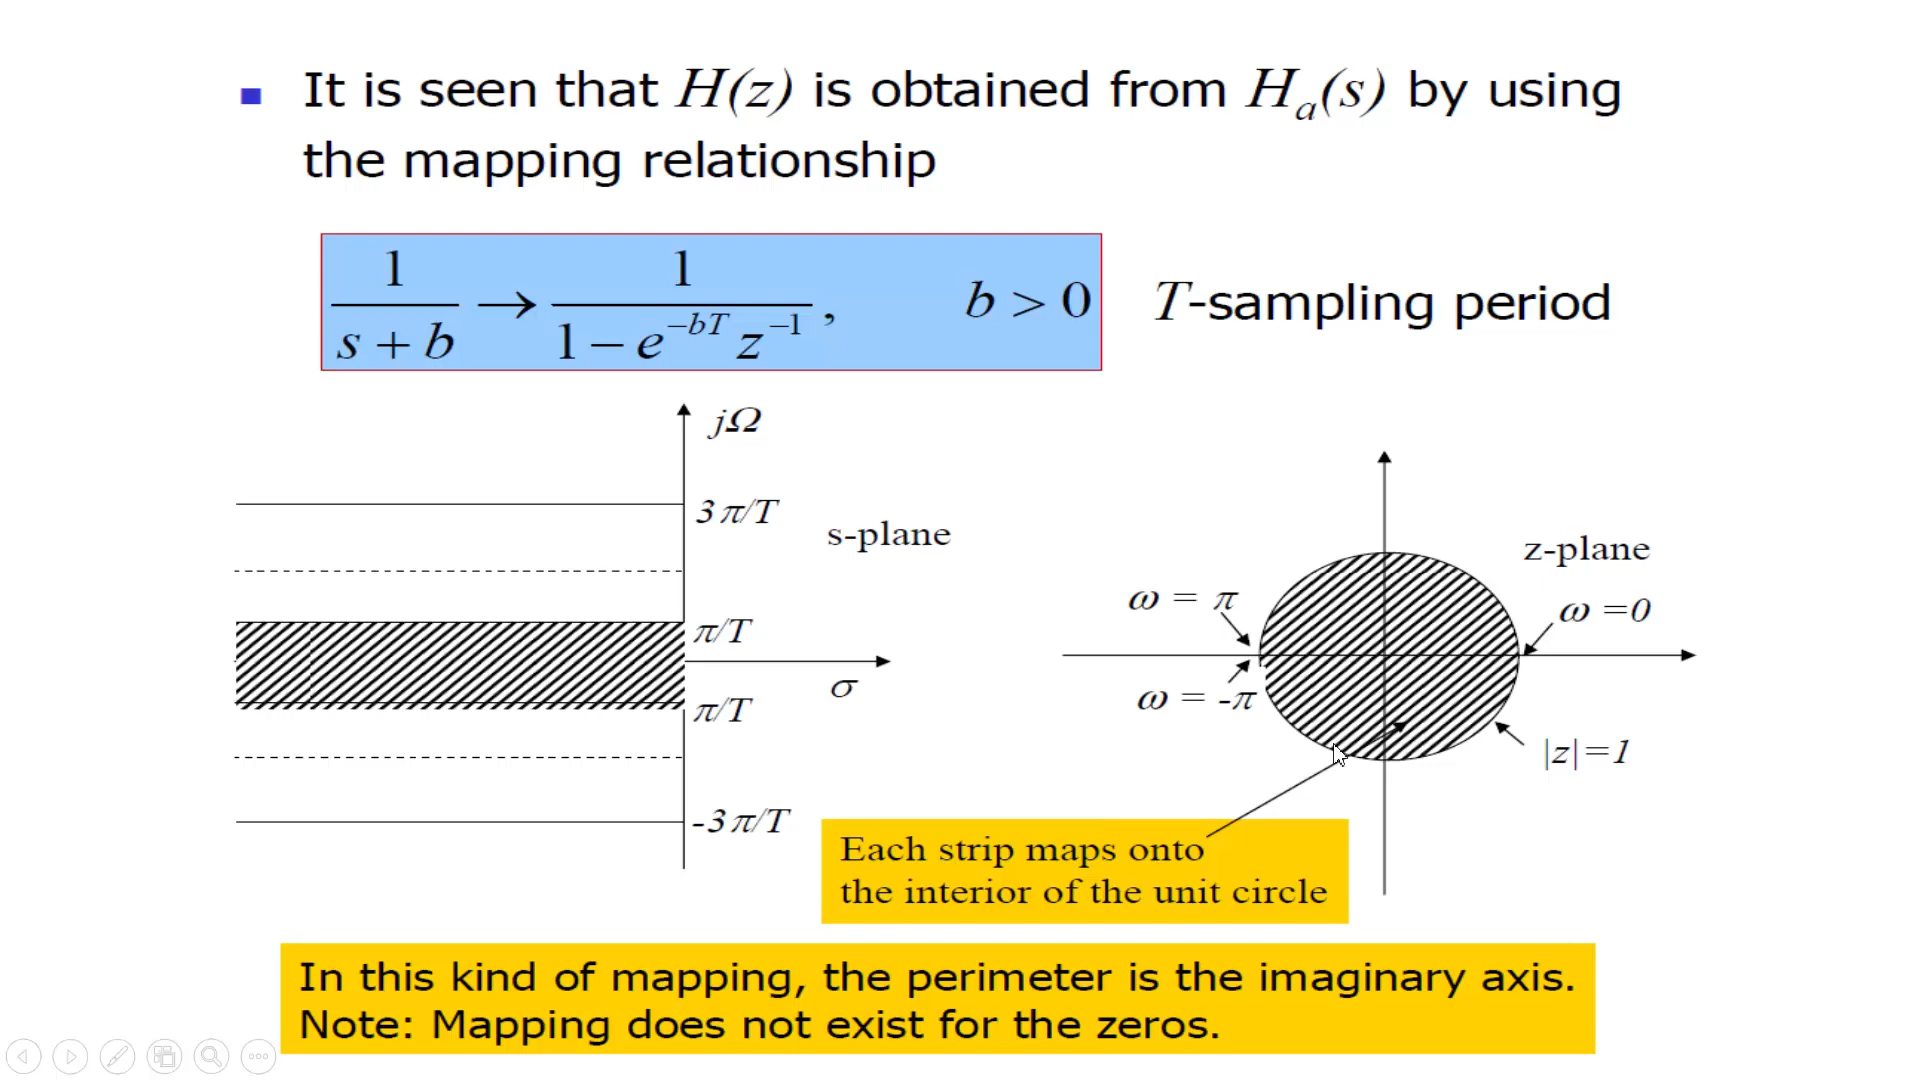 It is seen that H(z) is obtained from Hₐ(s) by using
the mapping relationship
1/(s + b) → 1/(1 − e^{−bT} z^{−1}), b > 0 T-sampling period
jΩ
3π/T
s-plane
z-plane
ω = π
ω =0
π/T
σ
ω = -π
π/T
|z|=1
-3π/T
Each strip maps onto
the interior of the unit circle
In this kind of mapping, the perimeter is the imaginary axis.
Note: Mapping does not exist for the zeros.